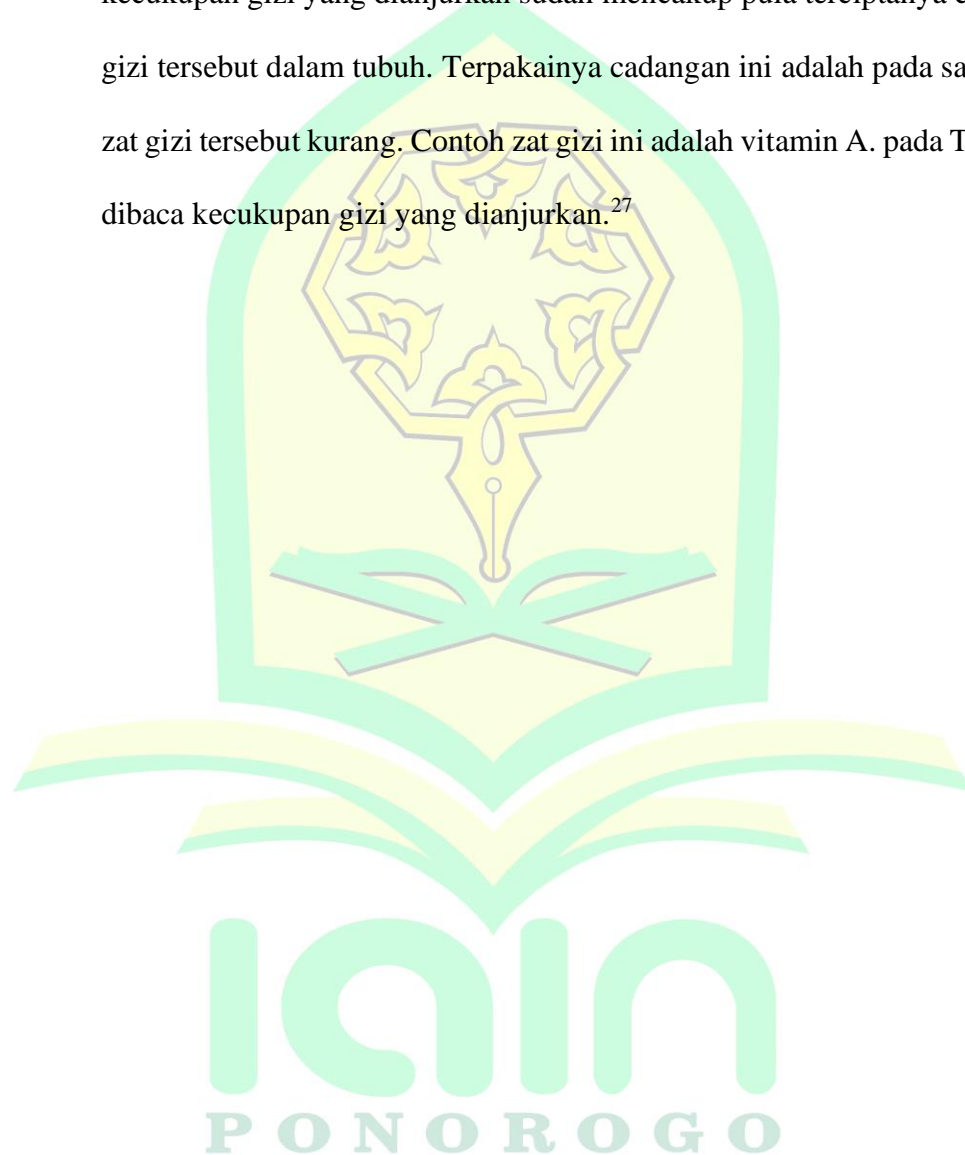 kecukupan gizi yang dianjurkan sudah mencakup pula terciptanya
gizi tersebut dalam tubuh. Terpakainya cadangan ini adalah pada
zat gizi tersebut kurang. Contoh zat gizi ini adalah vitamin A. pada
dibaca kecukupan gizi yang dianjurkan.27
iain
PONOROGO